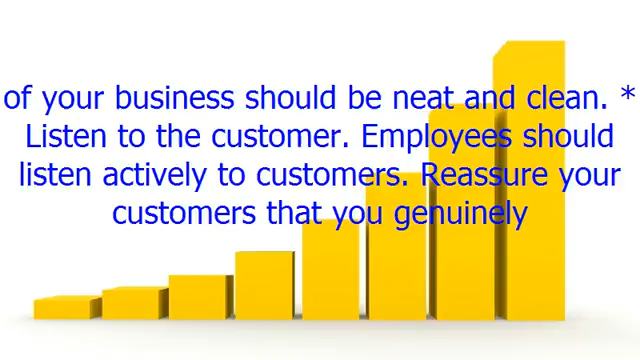 of your business should be neat and clean. *
Listen to the customer. Employees should
listen actively to customers. Reassure your
customers that you genuinely